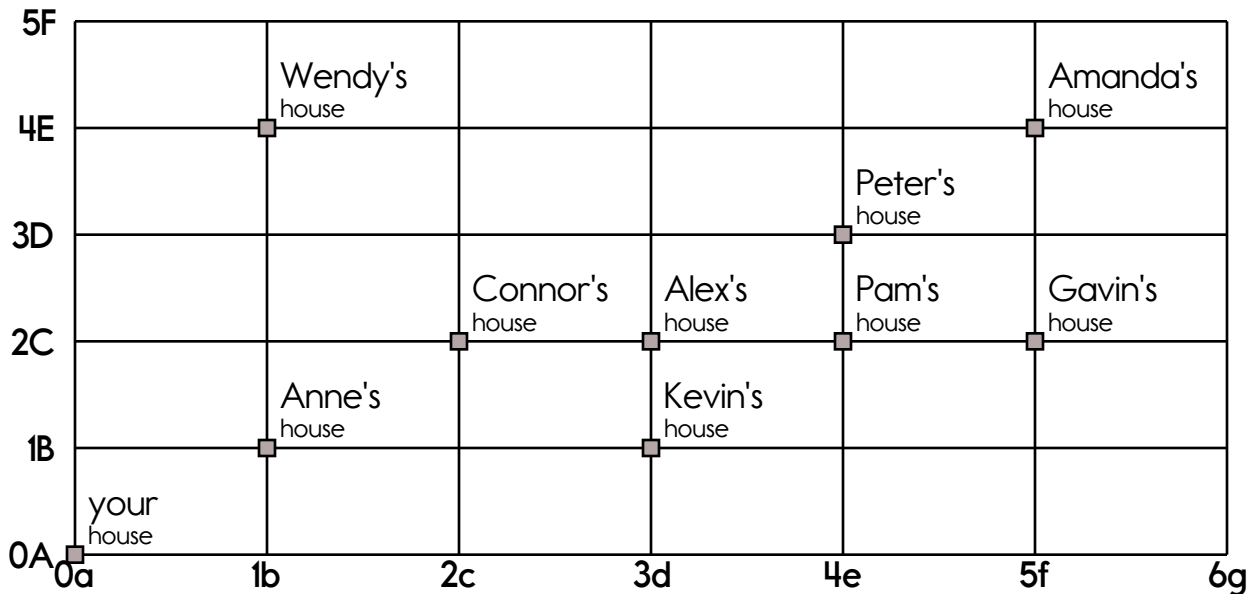 5F
Wendy's
house
Amanda's
house
4E
Peter's
house
3D
Connor's
house
Alex's
house
Pam's
house
Gavin's
house
2C
Anne's
house
Kevin's
house
1B
your
house
0A
0a 1b 2c 3d 4e 5f 6g